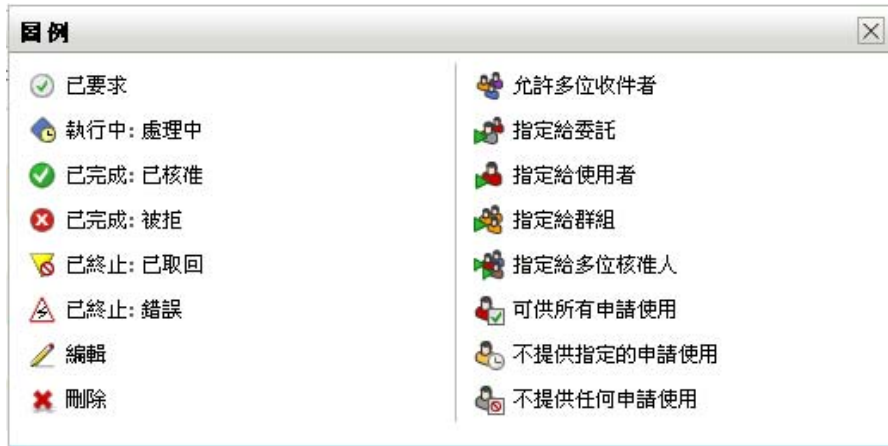 圖例
已要求
執行中: 處理中
已完成: 已核准
已完成: 被拒
已終止: 已取回
已終止: 錯誤
編輯
刪除
允許多位收件者
指定給委託
指定給使用者
指定給群組
指定給多位核准人
可供所有申請使用
不提供指定的申請使用
不提供任何申請使用